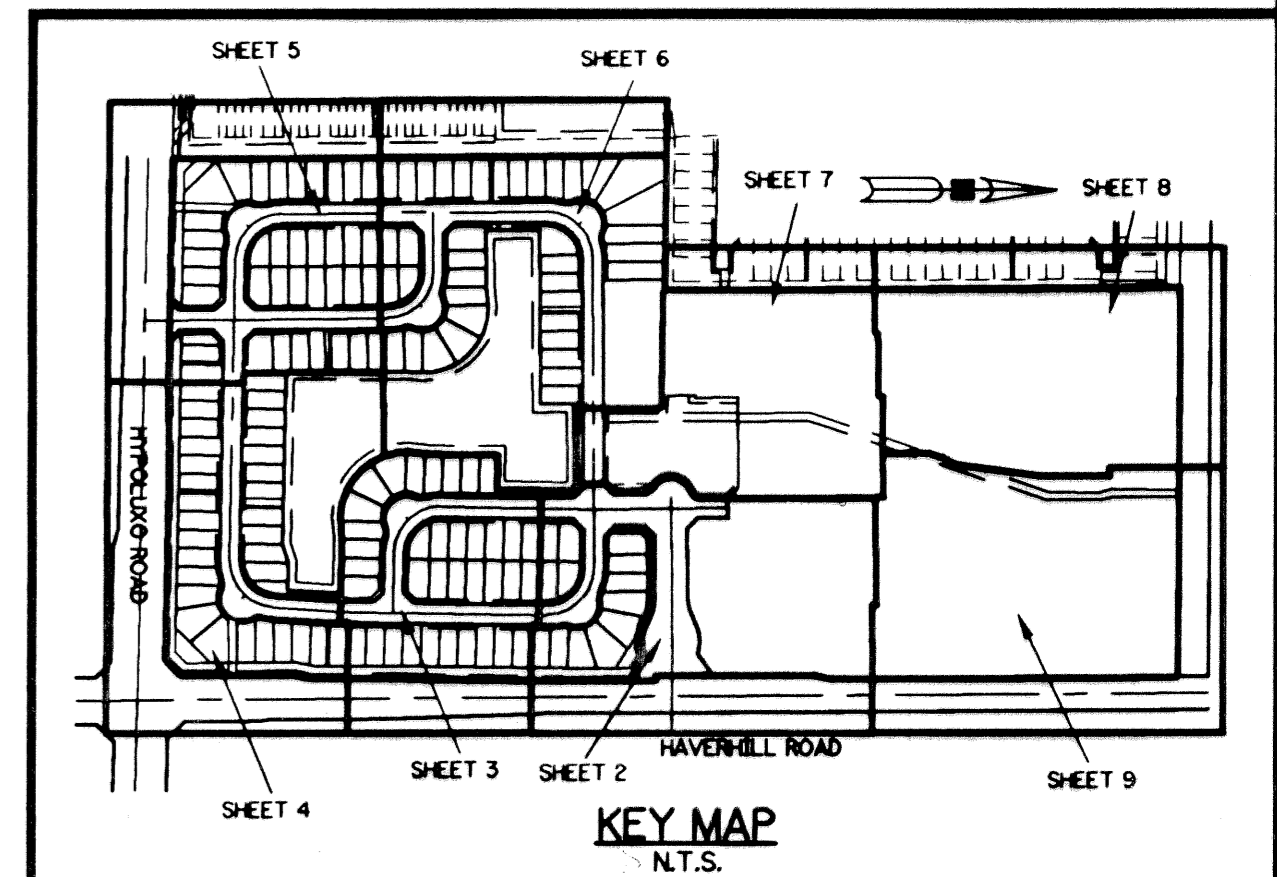 SHEET 5
SHEET 6
SHEET 7
SHEET 8
HYPOLUXO ROAD
HAVERHILL ROAD
SHEET 3
SHEET 2
SHEET 9
SHEET 4
KEY MAP
N.T.S.